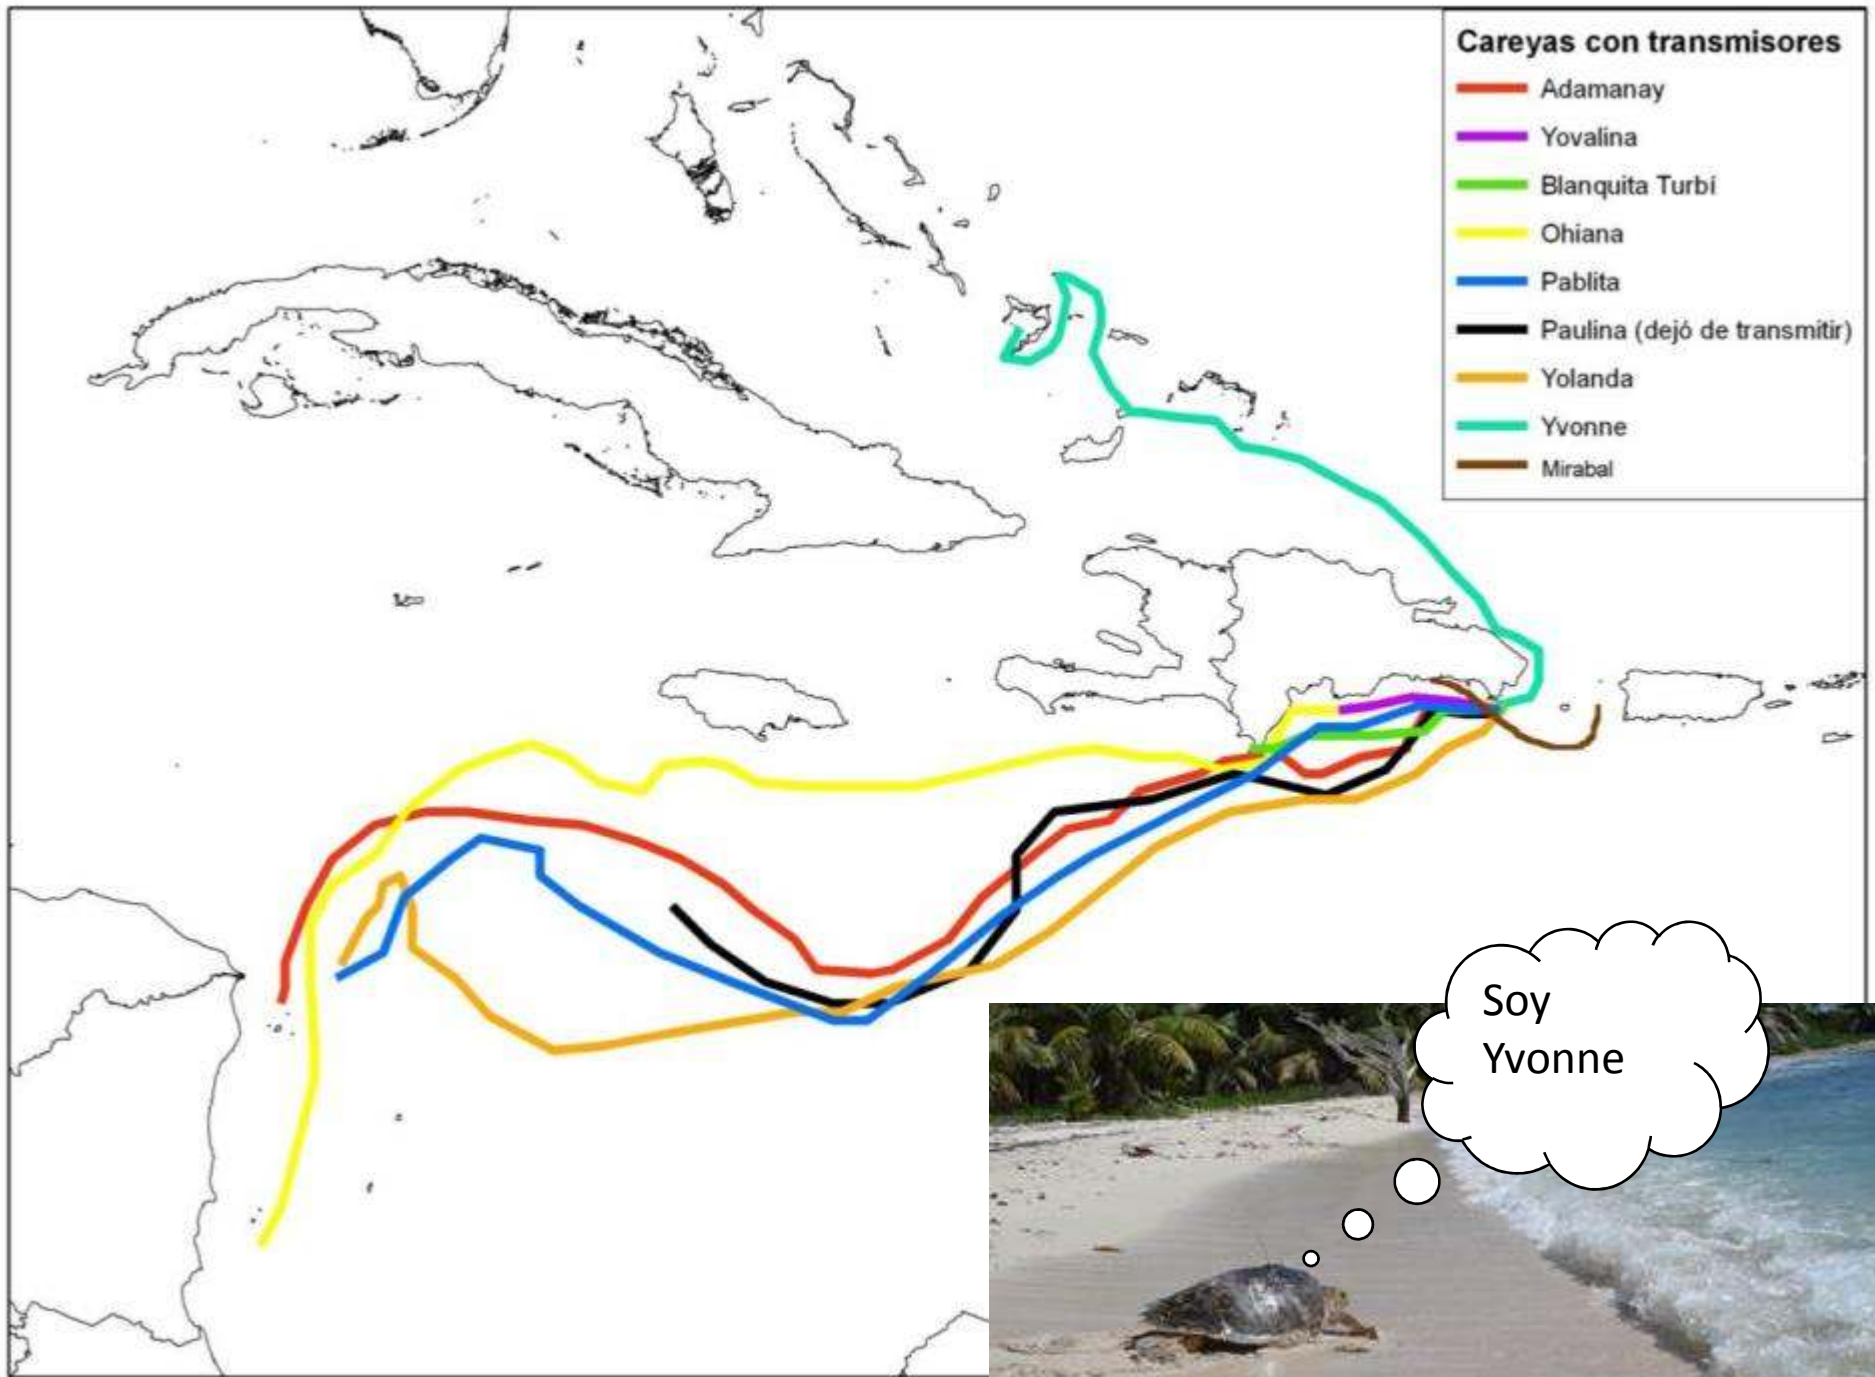 Careyas con transmisores
Adamanay
Yovalina
Blanquita Turbí
Ohiana
Pablita
Paulina (dejó de transmitir)
Yolanda
Yvonne
Mirabal
Soy
Yvonne